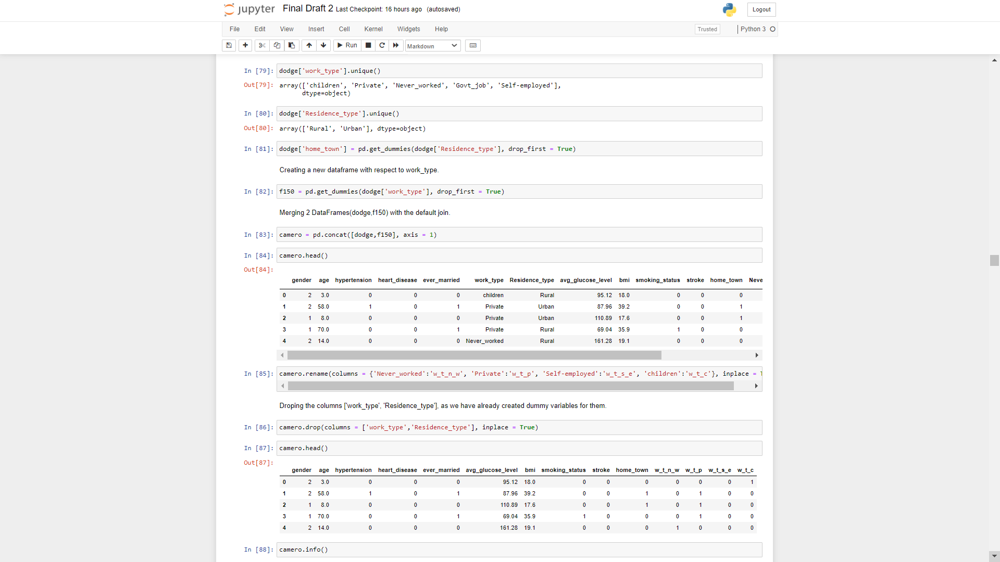 jupyter Final Draft 2 Last Checkpoint: 16 hours ago (autosaved) Logout
File Edit View Insert Cell Kernel Widgets Help Trusted Python 3
Run Markdown
In [79]: dodge['work_type'].unique()
Out[79]: array(['children', 'Private', 'Never_worked', 'Govt_job', 'Self-employed'],
dtype=object)
In [80]: dodge['Residence_type'].unique()
Out[80]: array(['Rural', 'Urban'], dtype=object)
In [81]: dodge['home_town'] = pd.get_dummies(dodge['Residence_type'], drop_first = True)
Creating a new dataframe with respect to work_type.
In [82]: f150 = pd.get_dummies(dodge['work_type'], drop_first = True)
Merging 2 DataFrames(dodge,f150) with the default join.
In [83]: camero = pd.concat([dodge,f150], axis = 1)
In [84]: camero.head()
Out[84]:
gender age hypertension heart_disease ever_married work_type Residence_type avg_glucose_level bmi smoking_status stroke home_town Neve
0 2 3.0 0 0 0 children Rural 95.12 18.0 0 0 0
1 2 58.0 1 0 1 Private Urban 87.96 39.2 0 0 1
2 1 8.0 0 0 0 Private Urban 110.89 17.6 0 0 1
3 1 70.0 0 0 1 Private Rural 69.04 35.9 1 0 0
4 2 14.0 0 0 0 Never_worked Rural 161.28 19.1 0 0 0
In [85]: camero.rename(columns = {'Never_worked':'w_t_n_w', 'Private':'w_t_p', 'Self-employed':'w_t_s_e', 'children':'w_t_c'}, inplace = T
Droping the columns ['work_type', 'Residence_type'], as we have already created dummy variables for them.
In [86]: camero.drop(columns = ['work_type','Residence_type'], inplace = True)
In [87]: camero.head()
Out[87]:
gender age hypertension heart_disease ever_married avg_glucose_level bmi smoking_status stroke home_town w_t_n_w w_t_p w_t_s_e w_t_c
0 2 3.0 0 0 0 95.12 18.0 0 0 0 0 0 0 1
1 2 58.0 1 0 1 87.96 39.2 0 0 1 0 1 0 0
2 1 8.0 0 0 0 110.89 17.6 0 0 1 0 1 0 0
3 1 70.0 0 0 1 69.04 35.9 1 0 0 0 1 0 0
4 2 14.0 0 0 0 161.28 19.1 0 0 0 1 0 0 0
In [88]: camero.info()